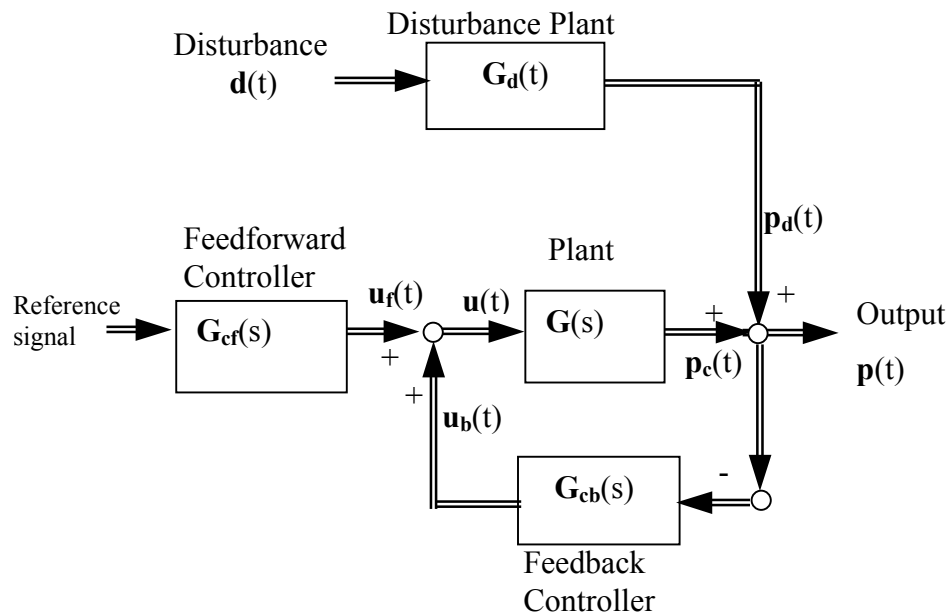 Disturbance Plant
Disturbance
d(t)
G_d(t)
p_d(t)
Feedforward
Controller
Plant
Reference
signal
G_cf(s)
u_f(t)
+
u(t)
G(s)
+
+
p_c(t)
Output
p(t)
+
u_b(t)
G_cb(s)
-
Feedback
Controller